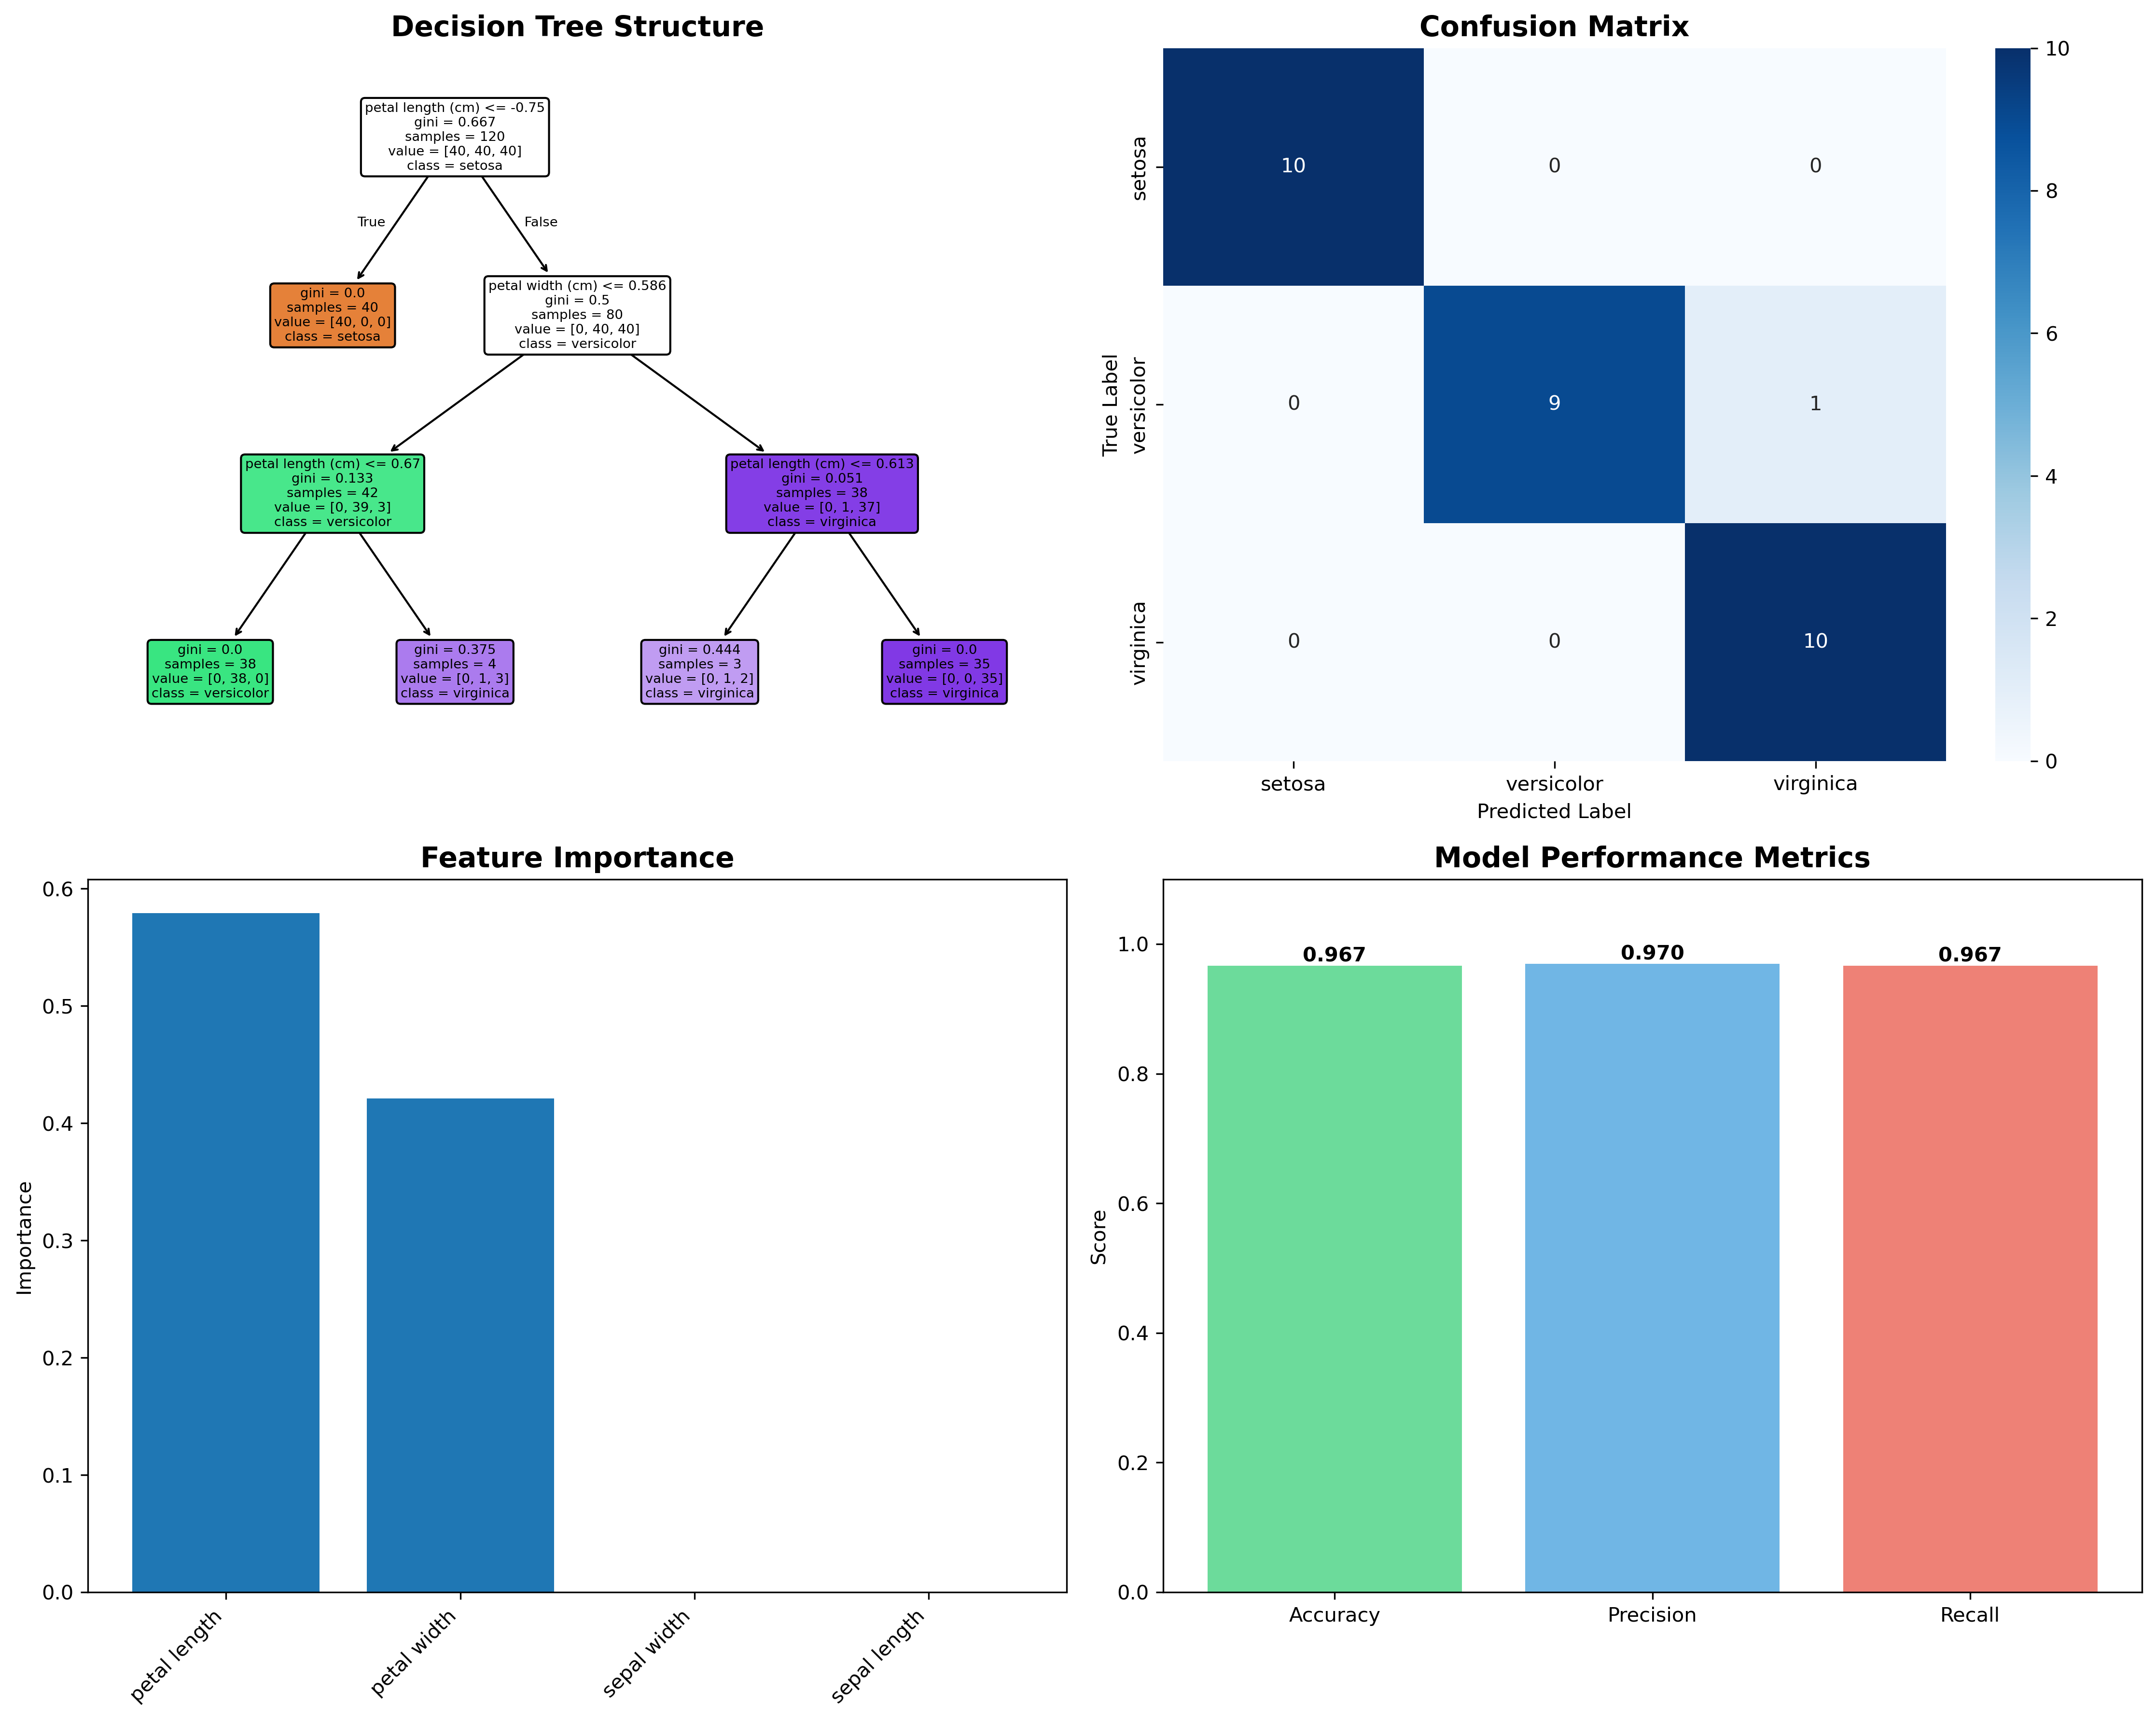 Decision Tree Structure
petal length (cm) <= -0.75
gini = 0.667
samples = 120
value = [40, 40, 40]
class = setosa
True
False
gini = 0.0
samples = 40
value = [40, 0, 0]
class = setosa
petal width (cm) <= 0.586
gini = 0.5
samples = 80
value = [0, 40, 40]
class = versicolor
petal length (cm) <= 0.67
gini = 0.133
samples = 42
value = [0, 39, 3]
class = versicolor
petal length (cm) <= 0.613
gini = 0.051
samples = 38
value = [0, 1, 37]
class = virginica
gini = 0.0
samples = 38
value = [0, 38, 0]
class = versicolor
gini = 0.375
samples = 4
value = [0, 1, 3]
class = virginica
gini = 0.444
samples = 3
value = [0, 1, 2]
class = virginica
gini = 0.0
samples = 35
value = [0, 0, 35]
class = virginica
Confusion Matrix
True Label
setosa
10 0 0
versicolor
0 9 1
virginica
0 0 10
setosa versicolor virginica
Predicted Label
10
8
6
4
2
0
Feature Importance
Importance
0.6
0.5
0.4
0.3
0.2
0.1
0.0
petal length
petal width
sepal width
sepal length
Model Performance Metrics
Score
1.0
0.8
0.6
0.4
0.2
0.0
0.967
0.970
0.967
Accuracy
Precision
Recall